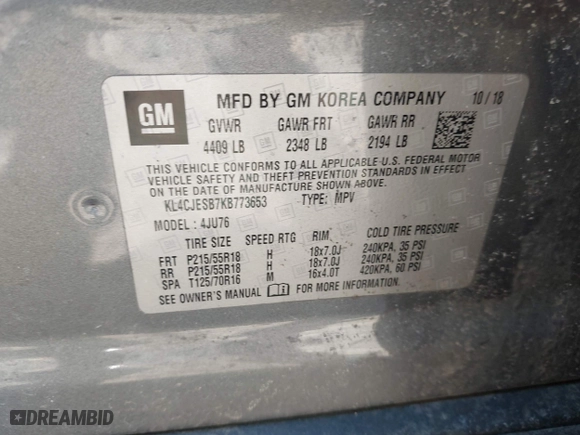 GM
MFD BY GM KOREA COMPANY 10/18
GVWR GAWR FRT GAWR RR
4409 LB 2348 LB 2194 LB
THIS VEHICLE CONFORMS TO ALL APPLICABLE U.S. FEDERAL MOTOR
VEHICLE SAFETY AND THEFT PREVENTION STANDARDS IN
EFFECT ON THE DATE OF MANUFACTURE SHOWN ABOVE.
KL4CJESB7KB773653 TYPE: MPV
MODEL: 4JU76
TIRE SIZE SPEED RTG RIM COLD TIRE PRESSURE
FRT P215/55R18 H 18x7.0J 240KPA, 35 PSI
RR P215/55R18 H 18x7.0J 240KPA, 35 PSI
SPA T125/70R16 M 16x4.0T 420KPA, 60 PSI
SEE OWNER'S MANUAL FOR MORE INFORMATION.
DREAMBID